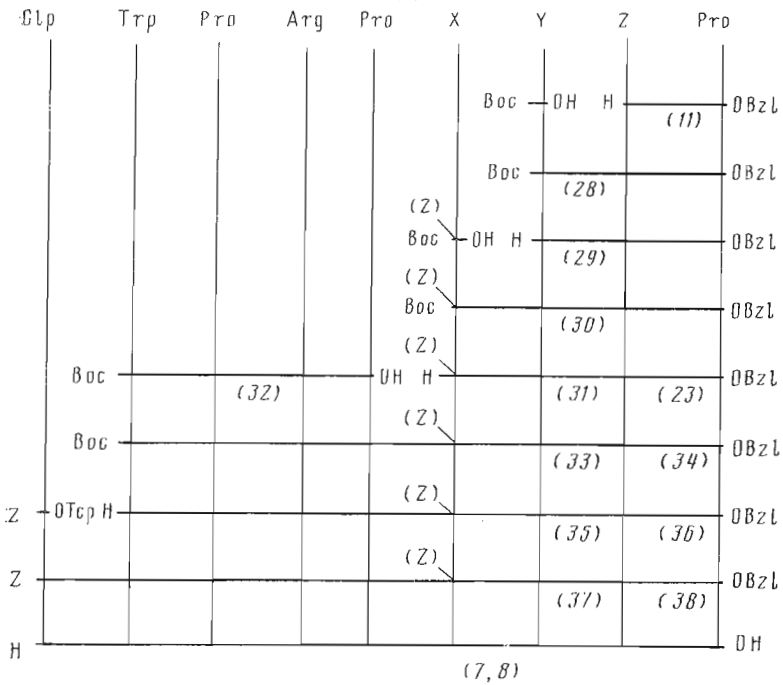 Glp Trp Pro Arg Pro X Y Z Pro
Boc OH H OBzl
(11)
Boc OBzl
(28)
(Z)
Boc OH H OBzl
(29)
(Z)
Boc OBzl
(30)
(Z)
Boc OH H OBzl
(32) (31) (23)
(Z)
Boc OBzl
(33) (34)
(Z)
Z OTcp H OBzl
(35) (36)
(Z)
Z OBzl
(37) (38)
H OH
(7,8)